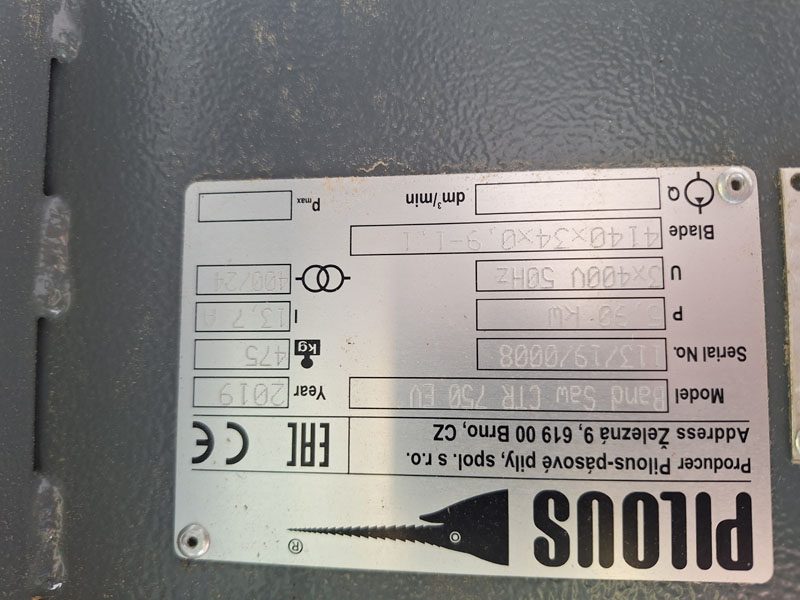 PILOUS ®
Producer Pilous-pásové pily, spol. s r.o.
Address Železná 9, 619 00 Brno, CZ
EAC CE
Model Band Saw CTR 750 EV Year 2019
Serial No. 113/19/0008 kg 475
P 5,90 kW I 13,7 A
U 3x400V 50Hz 400/24
Blade 4140x34x0,9-1,1
Q dm³/min Pmax